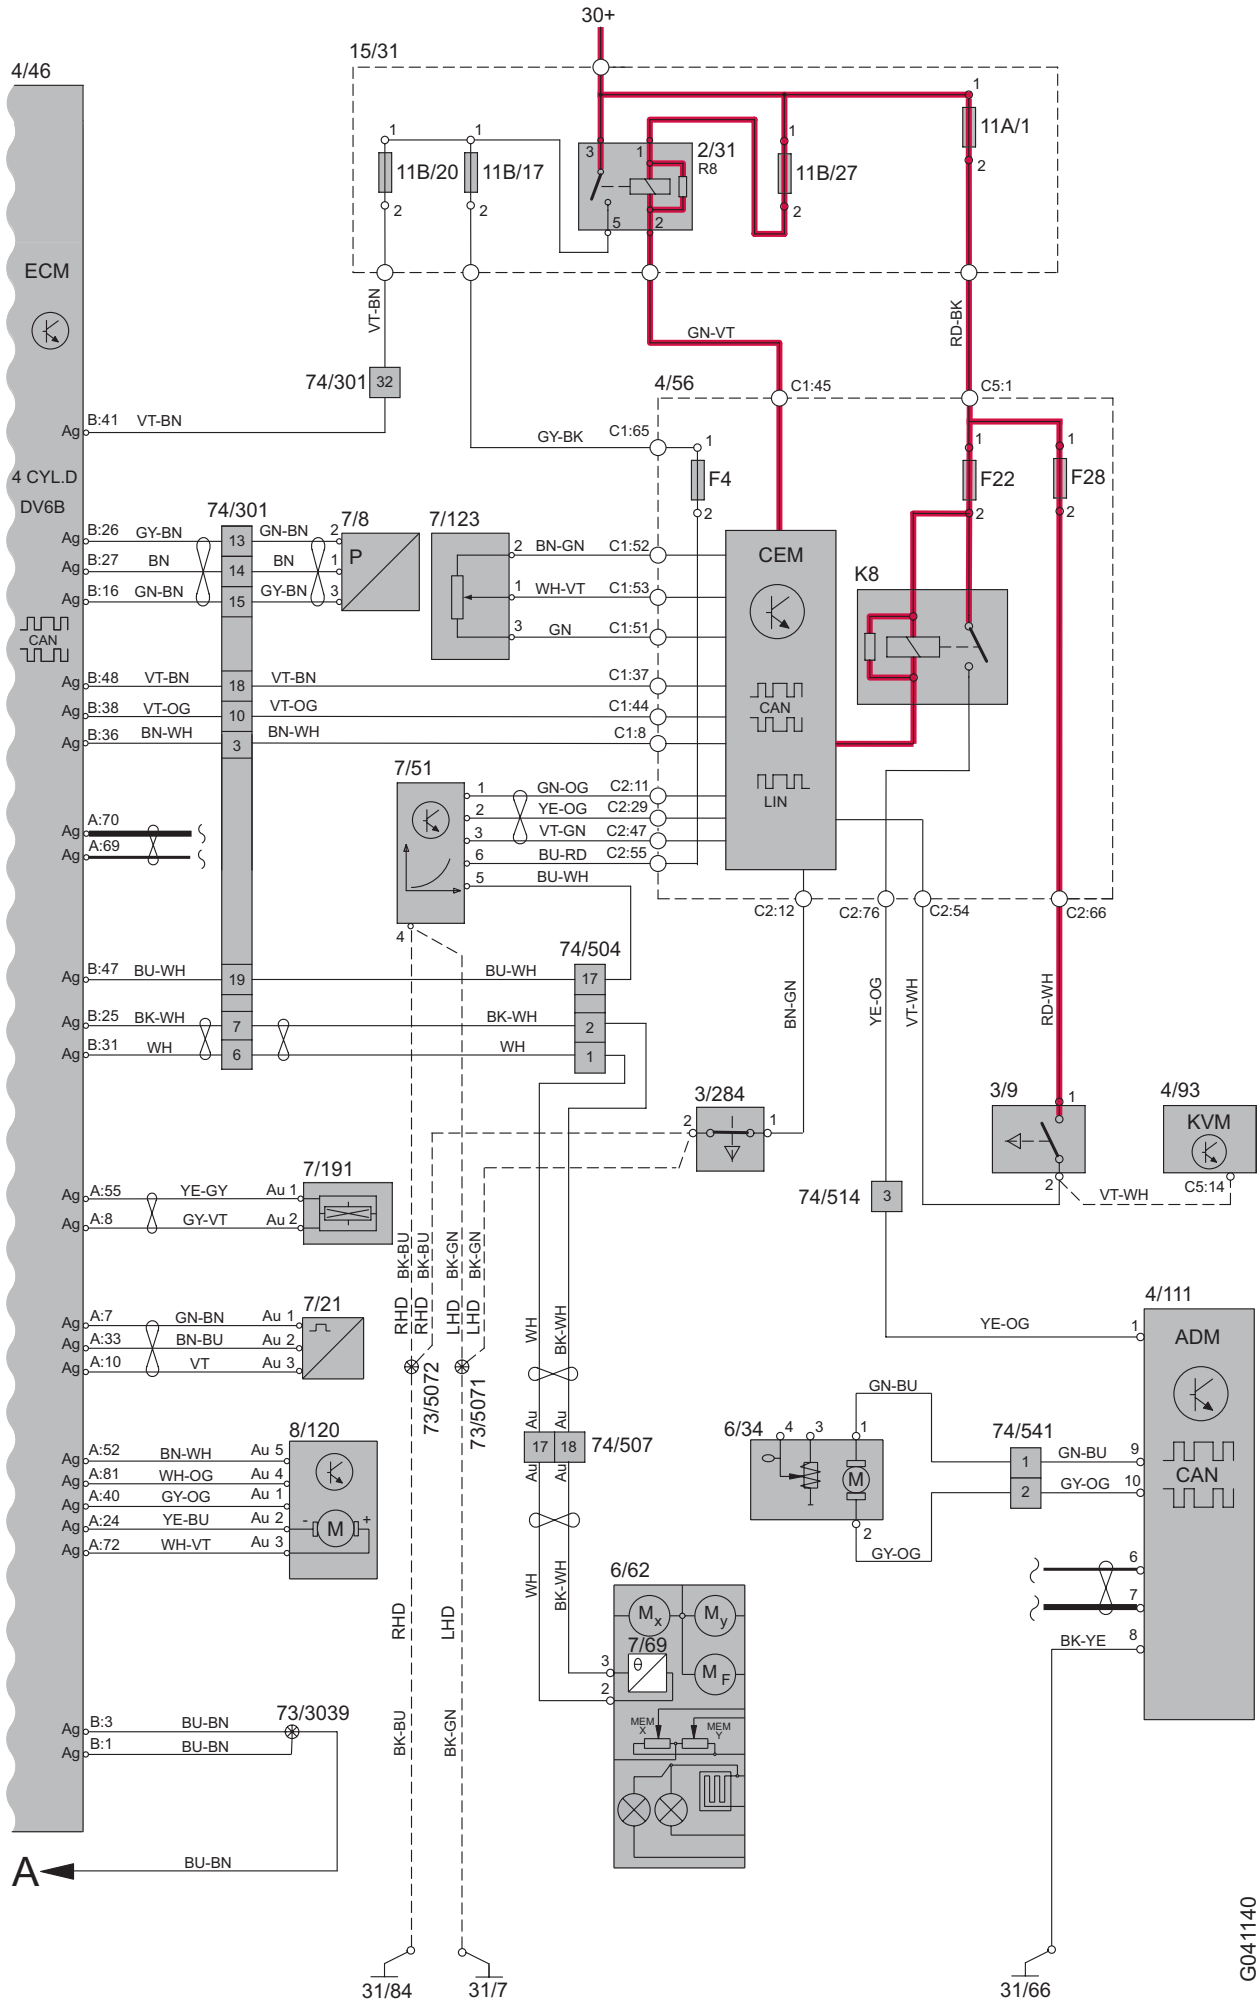 30+
15/31
4/46
1
11A/1
2
1
1
3
1
2/31
R8
1
11B/20
11B/17
11B/27
2
2
5
2
2
ECM
VT-BN
GN-VT
RD-BK
74/301
32
4/56
C1:45
C5:1
Ag
B:41
VT-BN
GY-BK
C1:65
1
1
1
4 CYL.D
F4
F22
F28
DV6B
74/301
7/8
7/123
2
2
2
Ag
B:26
GY-BN
13
GN-BN
2
P
2
BN-GN
C1:52
CEM
Ag
B:27
BN
14
BN
1
K8
Ag
B:16
GN-BN
15
GY-BN
3
1
WH-VT
C1:53
CAN
3
GN
C1:51
Ag
B:48
VT-BN
18
VT-BN
C1:37
Ag
B:38
VT-OG
10
VT-OG
C1:44
CAN
Ag
B:36
BN-WH
3
BN-WH
C1:8
7/51
1
GN-OG
C2:11
LIN
2
YE-OG
C2:29
Ag
A:70
3
VT-GN
C2:47
Ag
A:69
6
BU-RD
C2:55
5
BU-WH
C2:12
C2:76
C2:54
C2:66
4
74/504
Ag
B:47
BU-WH
19
BU-WH
17
BN-GN
YE-OG
VT-WH
RD-WH
Ag
B:25
BK-WH
7
BK-WH
2
Ag
B:31
WH
6
WH
1
3/284
3/9
1
4/93
2
1
KVM
7/191
Ag
A:55
YE-GY
Au 1
74/514
3
2
VT-WH
C5:14
Ag
A:8
GY-VT
Au 2
BK-BU
BK-BU
BK-GN
BK-GN
7/21
4/111
Ag
A:7
GN-BN
Au 1
RHD
RHD
LHD
LHD
YE-OG
1
ADM
Ag
A:33
BN-BU
Au 2
WH
BK-WH
Ag
A:10
VT
Au 3
73/5072
73/5071
GN-BU
8/120
Au
Au
6/34
4
3
1
74/541
Ag
A:52
BN-WH
Au 5
17
18
74/507
1
GN-BU
9
Ag
A:81
WH-OG
Au 4
Au
Au
M
CAN
Ag
A:40
GY-OG
Au 1
2
GY-OG
10
Ag
A:24
YE-BU
Au 2
-
M
+
2
Ag
A:72
WH-VT
Au 3
GY-OG
6
WH
BK-WH
6/62
7
RHD
LHD
Mx
My
8
BK-YE
7/69
3
θ
MF
2
73/3039
Ag
B:3
BU-BN
BK-BU
BK-GN
MEM
X
MEM
Y
Ag
B:1
BU-BN
A
BU-BN
31/84
31/7
31/66
G041140